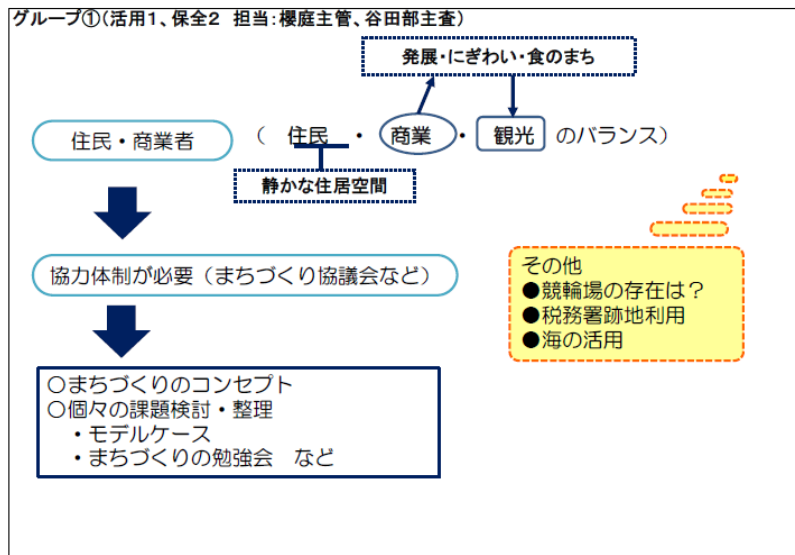 グループ①(活用1、保全2 担当:櫻庭主管、谷田部主査)
発展・にぎわい・食のまち
住民・商業者 ( 住民 ・ 商業 ・ 観光 のバランス)
静かな住居空間
協力体制が必要(まちづくり協議会など)
○まちづくりのコンセプト
○個々の課題検討・整理
・モデルケース
・まちづくりの勉強会 など
その他
●競輪場の存在は?
●税務署跡地利用
●海の活用